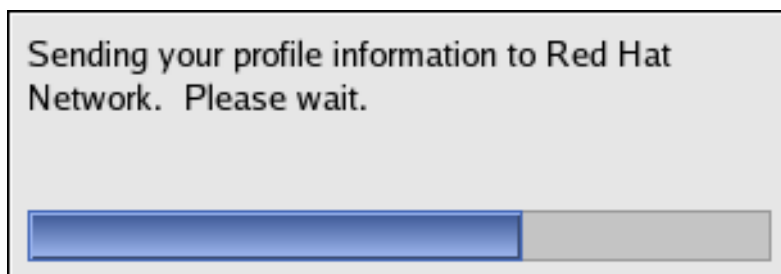 Sending your profile information to Red Hat
Network.  Please wait.